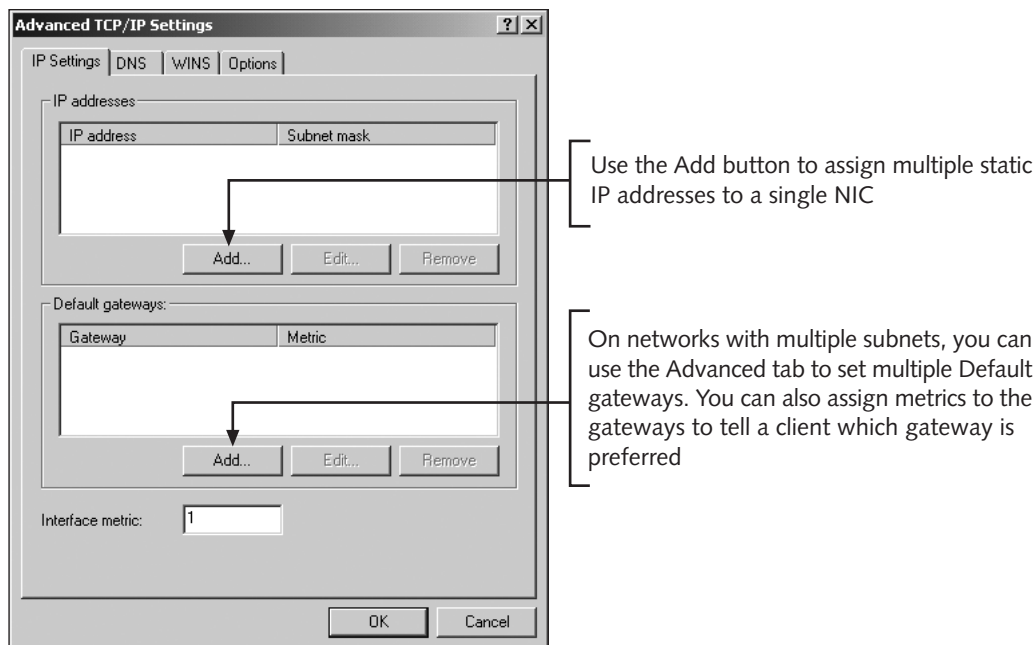 Advanced TCP/IP Settings ? ×
IP Settings DNS WINS Options
IP addresses
IP address Subnet mask
Add... Edit... Remove
Use the Add button to assign multiple static
IP addresses to a single NIC
Default gateways:
Gateway Metric
Add... Edit... Remove
On networks with multiple subnets, you can
use the Advanced tab to set multiple Default
gateways. You can also assign metrics to the
gateways to tell a client which gateway is
preferred
Interface metric: 1
OK Cancel